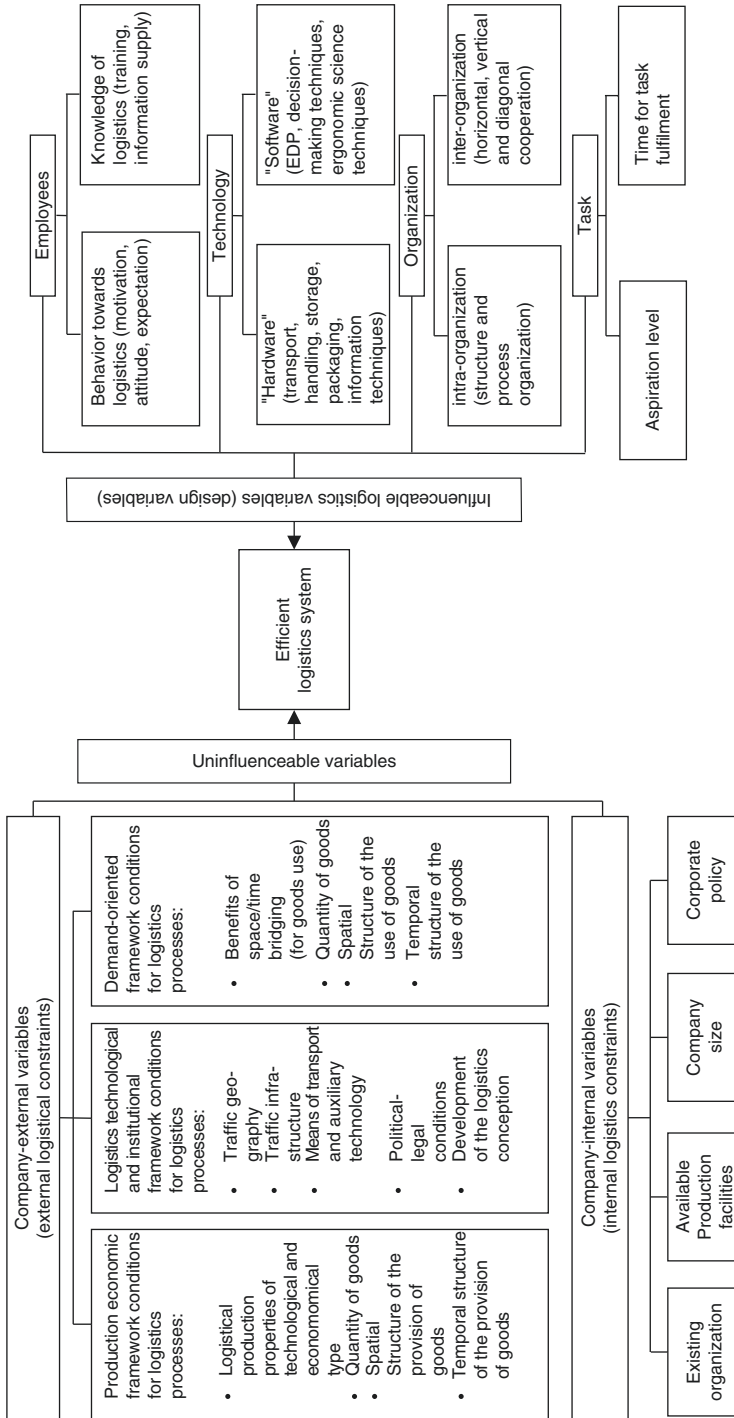 Company-external variables
(external logistical constraints)
Production economic
framework conditions
for logistics
processes:
• Logistical
production
properties of
technological and
economomical
type
• Quantity of goods
• Spatial
Structure of the
provision of
goods
• Temporal structure
of the provision
of goods
Logistics technological
and institutional
framework conditions
for logistics
processes:
• Traffic geo-
graphy
• Traffic infra-
structure
• Means of transport
and auxiliary
technology
• Political-
legal
conditions
• Development
of the logistics
conception
Demand-oriented
framework conditions
for logistics
processes:
• Benefits of
space/time
bridging
(for goods use)
• Quantity of goods
• Spatial
Structure of the
use of goods
• Temporal
structure of the
use of goods
Company-internal variables
(internal logistics constraints)
Existing
organization
Available
Production
facilities
Company
size
Corporate
policy
Uninfluenceable variables
Efficient
logistics system
Influenceable logistics variables (design variables)
Employees
Behavior towards
logistics (motivation,
attitude, expectation)
Knowledge of
logistics (training,
information supply)
Technology
"Hardware"
(transport,
handling, storage,
packaging,
information
techniques)
"Software"
(EDP, decision-
making techniques,
ergonomic science
techniques)
Organization
intra-organization
(structure and
process
organization)
inter-organization
(horizontal, vertical
and diagonal
cooperation)
Task
Aspiration level
Time for task
fulfilment